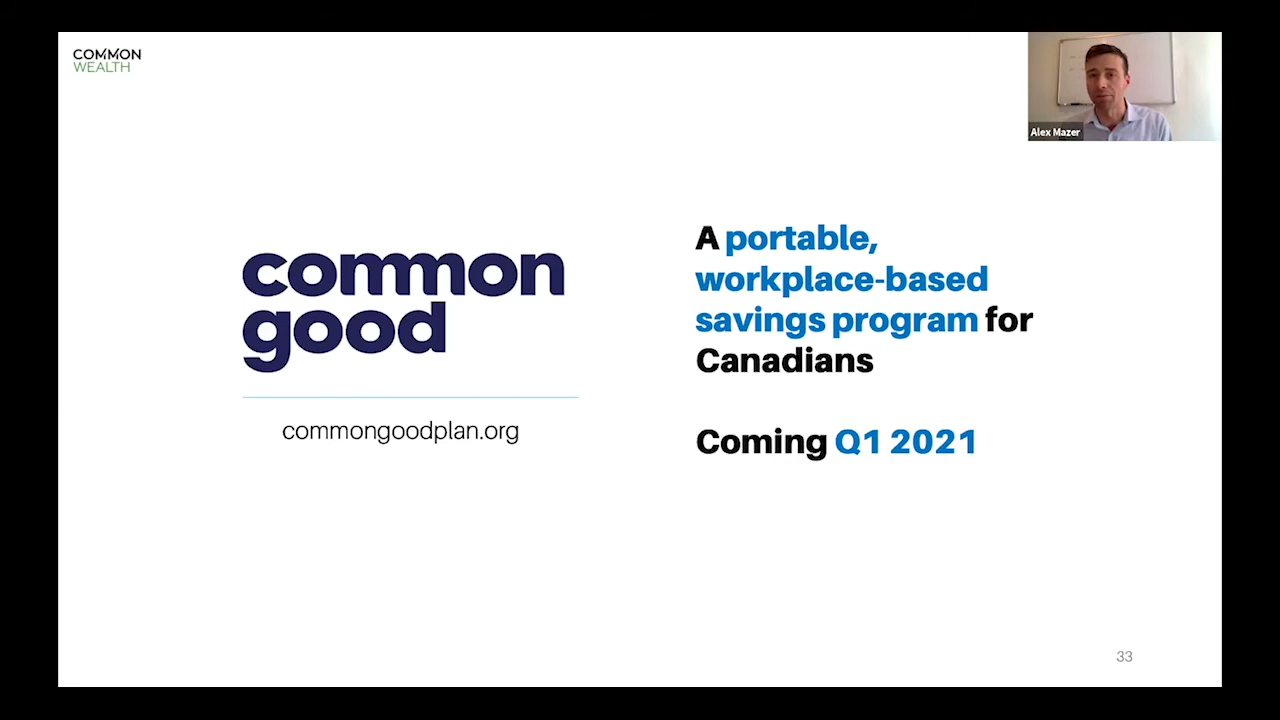 COMMON
WEALTH
Alex Mazer
common
good
commongoodplan.org
A portable,
workplace-based
savings program for
Canadians
Coming Q1 2021
33